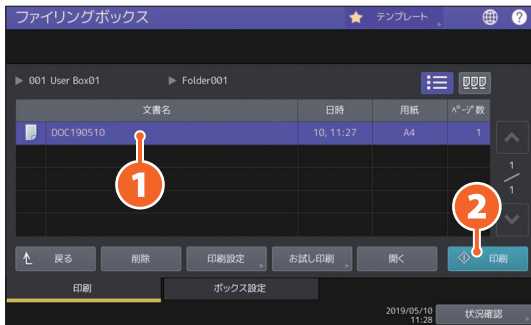 ファイリングボックス テンプレート ?
001 User Box01 Folder001
文書名 日時 用紙 ページ数
DOC190510 10, 11:27 A4 1
1
1
1
2
戻る 削除 印刷設定 お試し印刷 開く 印刷
印刷 ボックス設定
2019/05/10
11:28
状況確認